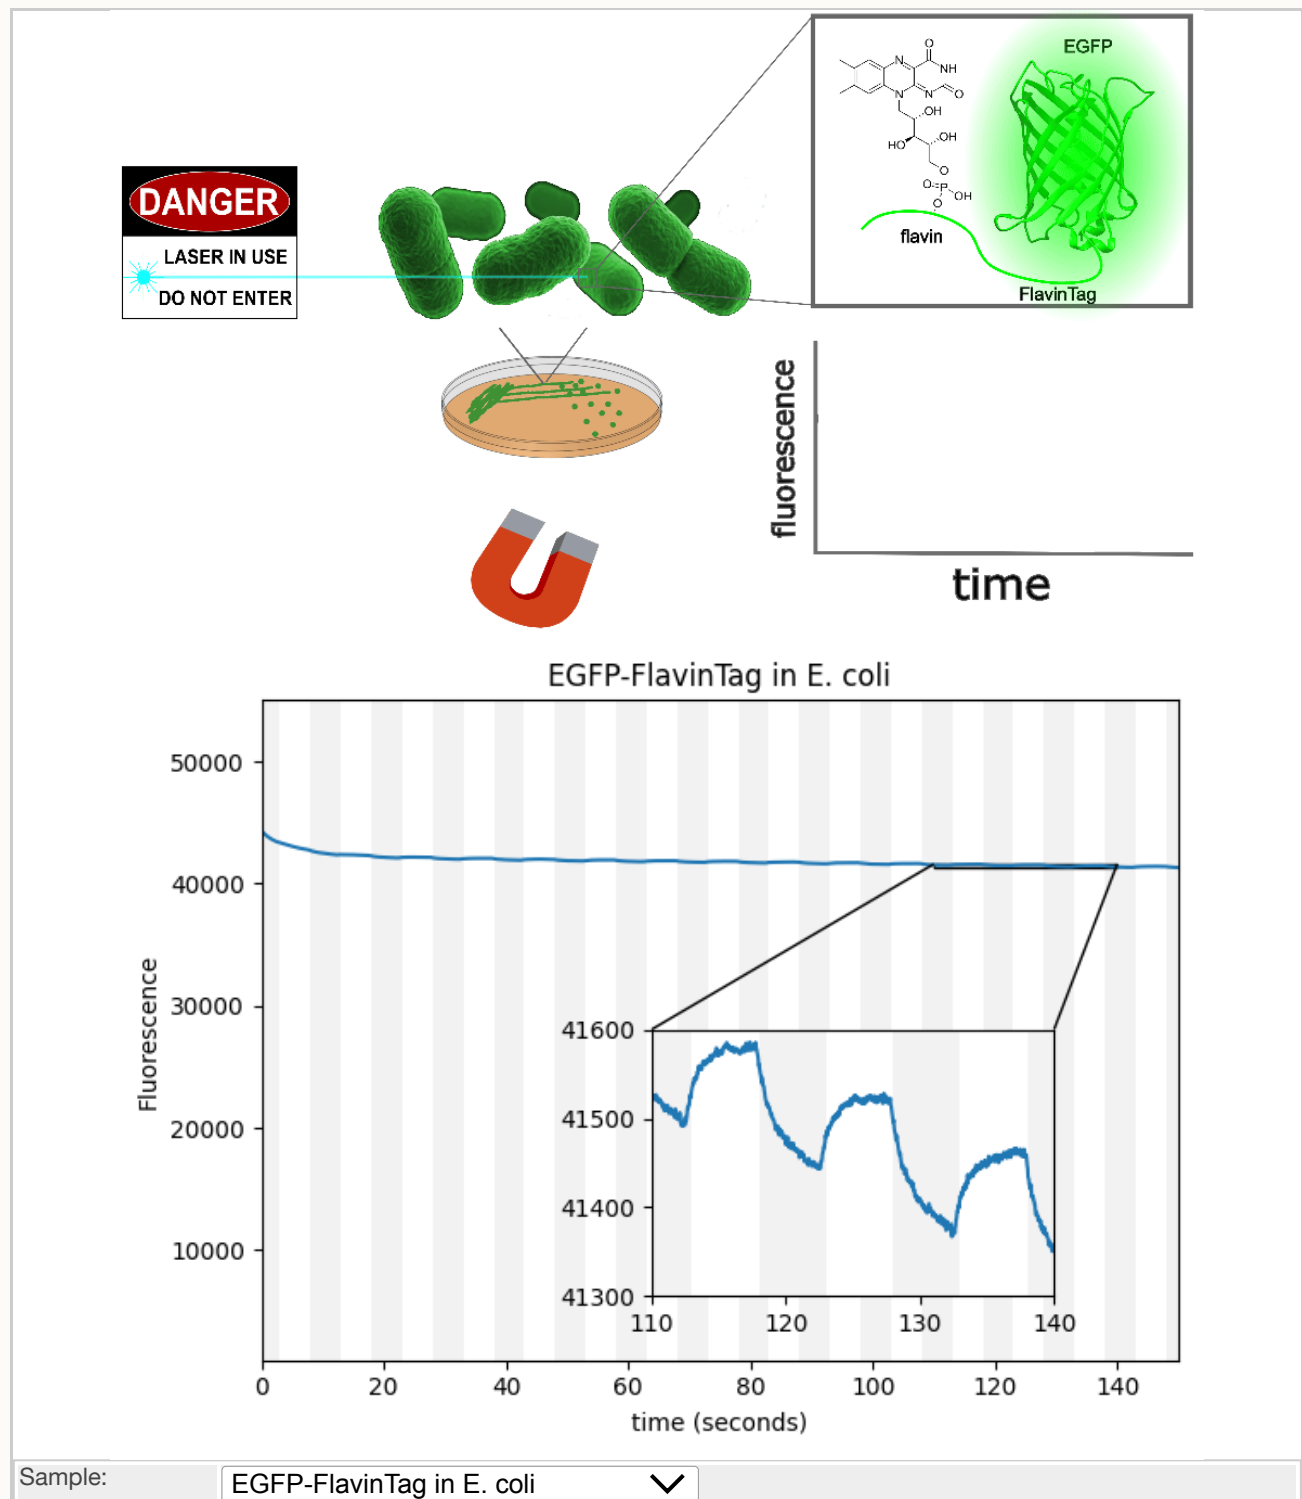 EGFP
N
O
NH
N
N
O
OH
HO
OH
O
O
P
OH
O
flavin
FlavinTag
DANGER
LASER IN USE
DO NOT ENTER
fluorescence
time
EGFP-FlavinTag in E. coli
50000
40000
30000
20000
10000
Fluorescence
41600
41500
41400
41300
110 120 130 140
0 20 40 60 80 100 120 140
time (seconds)
Sample:
EGFP-FlavinTag in E. coli